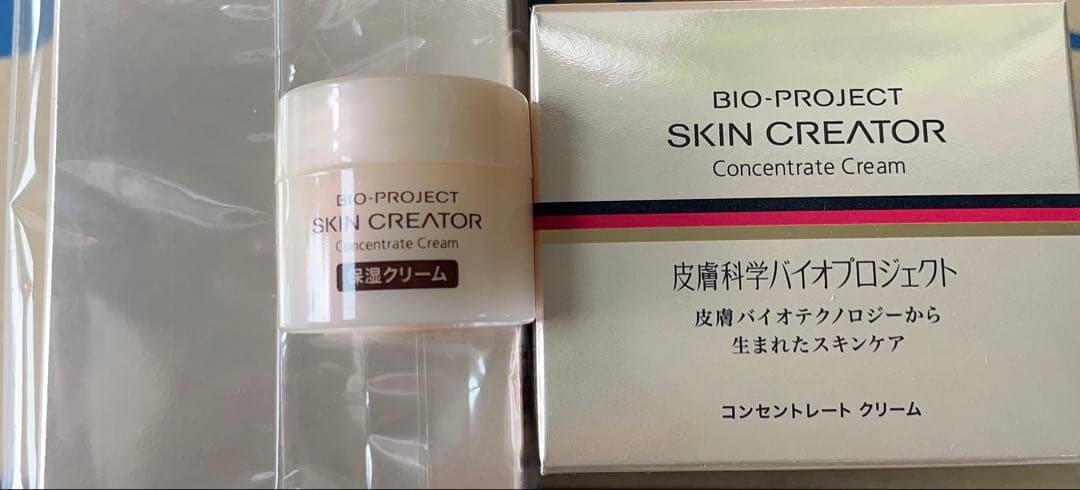 BIO-PROJECT
SKIN CREATOR
Concentrate Cream
保湿クリーム
BIO-PROJECT
SKIN CREATOR
Concentrate Cream
皮膚科学バイオプロジェクト
皮膚バイオテクノロジーから
生まれたスキンケア
コンセントレート クリーム